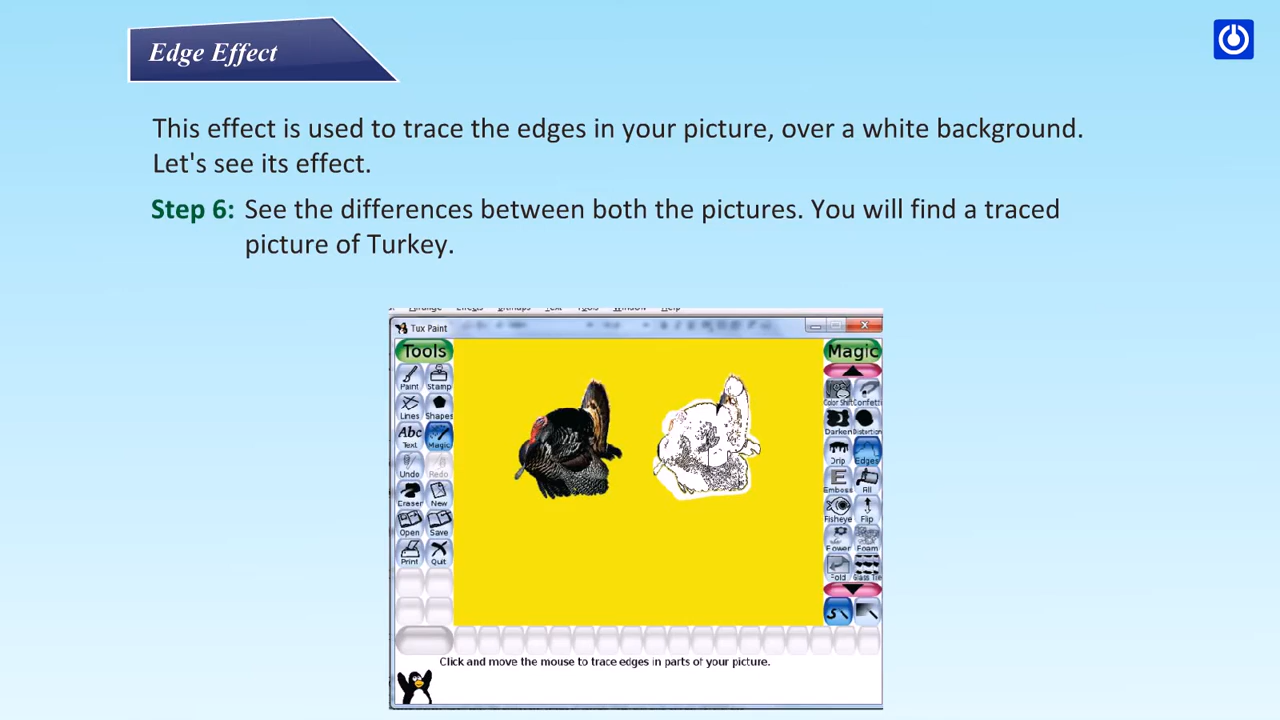 Edge Effect
This effect is used to trace the edges in your picture, over a white background.
Let's see its effect.
Step 6: See the differences between both the pictures. You will find a traced
picture of Turkey.
Tux Paint
Tools
Magic
Paint Stamp
Color Shift Confetti
Lines Shapes
Darken Distortion
Abc
Text Magic
Drip Edges
Undo Redo
Emboss Fill
Eraser New
Fisheye Flip
Open Save
Flower Foam
Print Quit
Fold Glass Tile
Click and move the mouse to trace edges in parts of your picture.